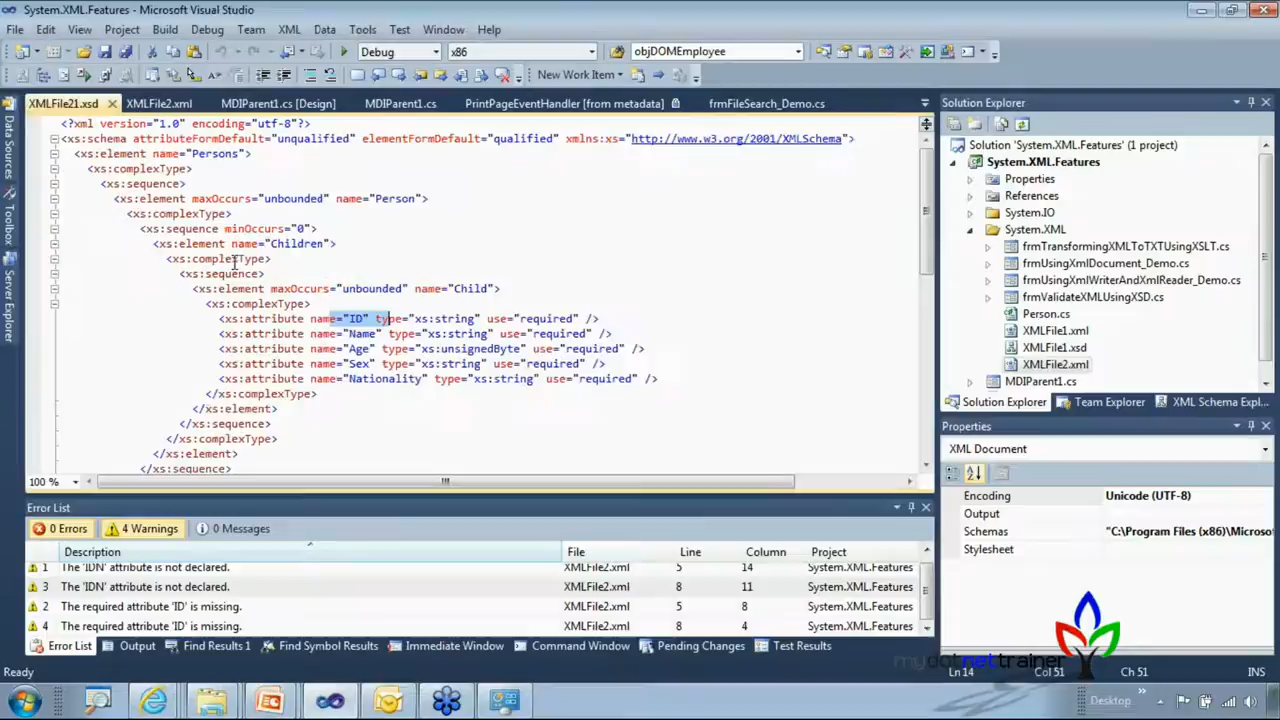 System.XML.Features - Microsoft Visual Studio
File Edit View Project Build Debug Team XML Data Tools Test Window Help
Debug x86 objDOMEmployee
New Work Item
XMLFile21.xsd XMLFile2.xml MDIParent1.cs [Design] MDIParent1.cs PrintPageEventHandler [from metadata] frmFileSearch_Demo.cs
<?xml version="1.0" encoding="utf-8"?>
<xs:schema attributeFormDefault="unqualified" elementFormDefault="qualified" xmlns:xs="http://www.w3.org/2001/XMLSchema">
<xs:element name="Persons">
<xs:complexType>
<xs:sequence>
<xs:element maxOccurs="unbounded" name="Person">
<xs:complexType>
<xs:sequence minOccurs="0">
<xs:element name="Children">
<xs:complexType>
<xs:sequence>
<xs:element maxOccurs="unbounded" name="Child">
<xs:complexType>
<xs:attribute name="ID" type="xs:string" use="required" />
<xs:attribute name="Name" type="xs:string" use="required" />
<xs:attribute name="Age" type="xs:unsignedByte" use="required" />
<xs:attribute name="Sex" type="xs:string" use="required" />
<xs:attribute name="Nationality" type="xs:string" use="required" />
</xs:complexType>
</xs:element>
</xs:sequence>
</xs:complexType>
</xs:element>
</xs:sequence>
100 %
Data Sources
Toolbox
Server Explorer
Solution Explorer
Solution 'System.XML.Features' (1 project)
System.XML.Features
Properties
References
System.IO
System.XML
frmTransformingXMLToTXTUsingXSLT.cs
frmUsingXmlDocument_Demo.cs
frmUsingXmlWriterAndXmlReader_Demo.cs
frmValidateXMLUsingXSD.cs
Person.cs
XMLFile1.xml
XMLFile1.xsd
XMLFile2.xml
MDIParent1.cs
Solution Explorer Team Explorer XML Schema Expl...
Properties
XML Document
Encoding Unicode (UTF-8)
Output
Schemas "C:\Program Files (x86)\Microso
Stylesheet
Error List
0 Errors 4 Warnings 0 Messages
Description File Line Column Project
1 The 'IDN' attribute is not declared. XMLFile2.xml 5 14 System.XML.Features
3 The 'IDN' attribute is not declared. XMLFile2.xml 8 11 System.XML.Features
2 The required attribute 'ID' is missing. XMLFile2.xml 5 8 System.XML.Features
4 The required attribute 'ID' is missing. XMLFile2.xml 8 4 System.XML.Features
Error List Output Find Results 1 Find Symbol Results Immediate Window Command Window Pending Changes Test Results
mydotnettrainer
Ready Ln 14 Col 51 Ch 51 INS
Desktop